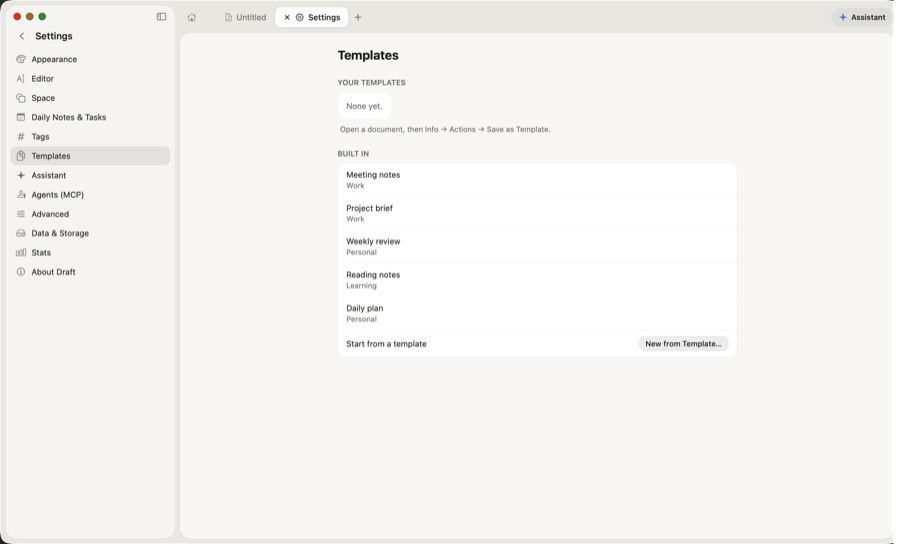 Untitled
Settings
Assistant
Settings
Appearance
Editor
Space
Daily Notes & Tasks
Tags
Templates
Assistant
Agents (MCP)
Advanced
Data & Storage
Stats
About Draft
Templates
YOUR TEMPLATES
None yet.
Open a document, then Info → Actions → Save as Template.
BUILT IN
Meeting notes
Work
Project brief
Work
Weekly review
Personal
Reading notes
Learning
Daily plan
Personal
Start from a template
New from Template...